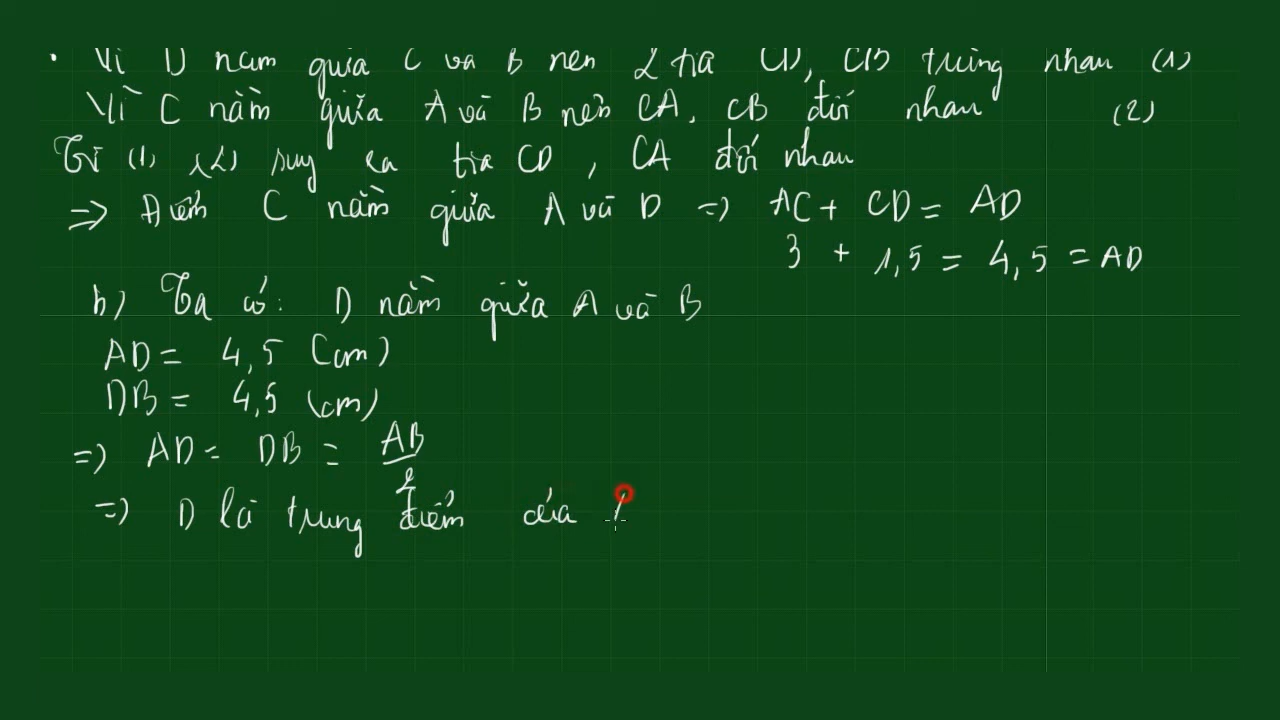 . Vì D nằm giữa C và B nên 2 tia CD, CB trùng nhau (1)
Vì C nằm giữa A và B nên CA, CB đối nhau (2)
Từ (1) (2) suy ra tia CD, CA đối nhau
=> Điểm C nằm giữa A và D => AC + CD = AD
3 + 1,5 = 4,5 = AD
b) Ta có: D nằm giữa A và B
AD = 4,5 (cm)
DB = 4,5 (cm)
=> AD = DB = AB/2
=> D là trung điểm của